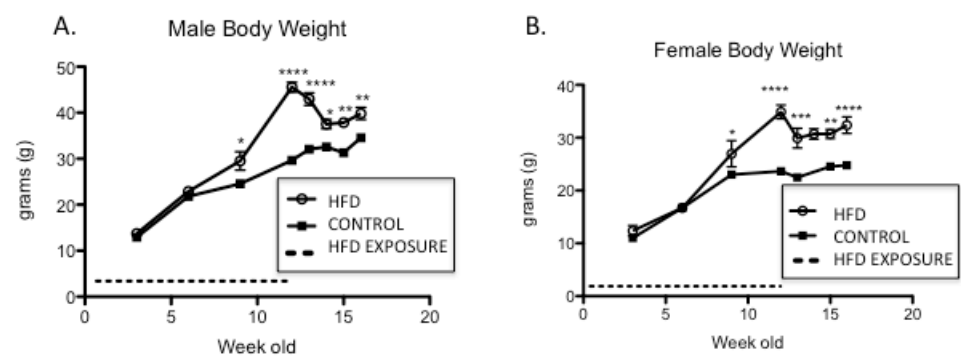 A.
Male Body Weight
50
40
30
20
10
0
grams (g)
****
****
*
*
**
**
HFD
CONTROL
HFD EXPOSURE
0 5 10 15 20
Week old
B.
Female Body Weight
40
30
20
10
0
grams (g)
****
****
*
***
**
HFD
CONTROL
HFD EXPOSURE
0 5 10 15 20
Week old